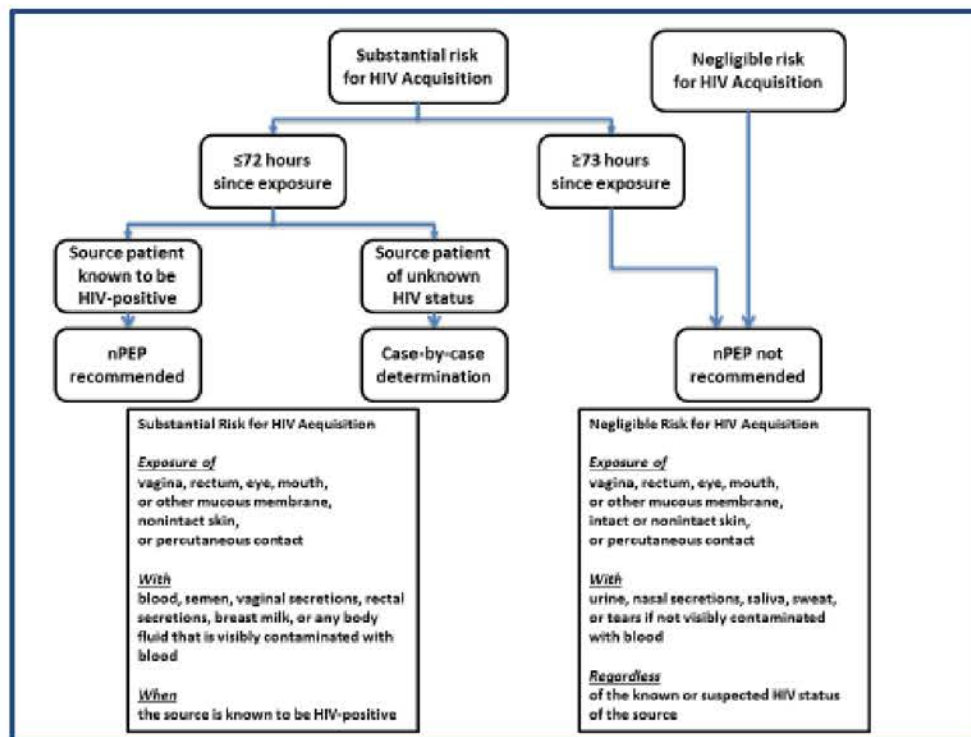 Substantial risk
for HIV Acquisition
Negligible risk
for HIV Acquisition
≤72 hours
since exposure
≥73 hours
since exposure
Source patient
known to be
HIV-positive
Source patient
of unknown
HIV status
nPEP
recommended
Case-by-case
determination
nPEP not
recommended
Substantial Risk for HIV Acquisition
Exposure of
vagina, rectum, eye, mouth,
or other mucous membrane,
nonintact skin,
or percutaneous contact
With
blood, semen, vaginal secretions, rectal
secretions, breast milk, or any body
fluid that is visibly contaminated with
blood
When
the source is known to be HIV-positive
Negligible Risk for HIV Acquisition
Exposure of
vagina, rectum, eye, mouth,
or other mucous membrane,
intact or nonintact skin,
or percutaneous contact
With
urine, nasal secretions, saliva, sweat,
or tears if not visibly contaminated
with blood
Regardless
of the known or suspected HIV status
of the source